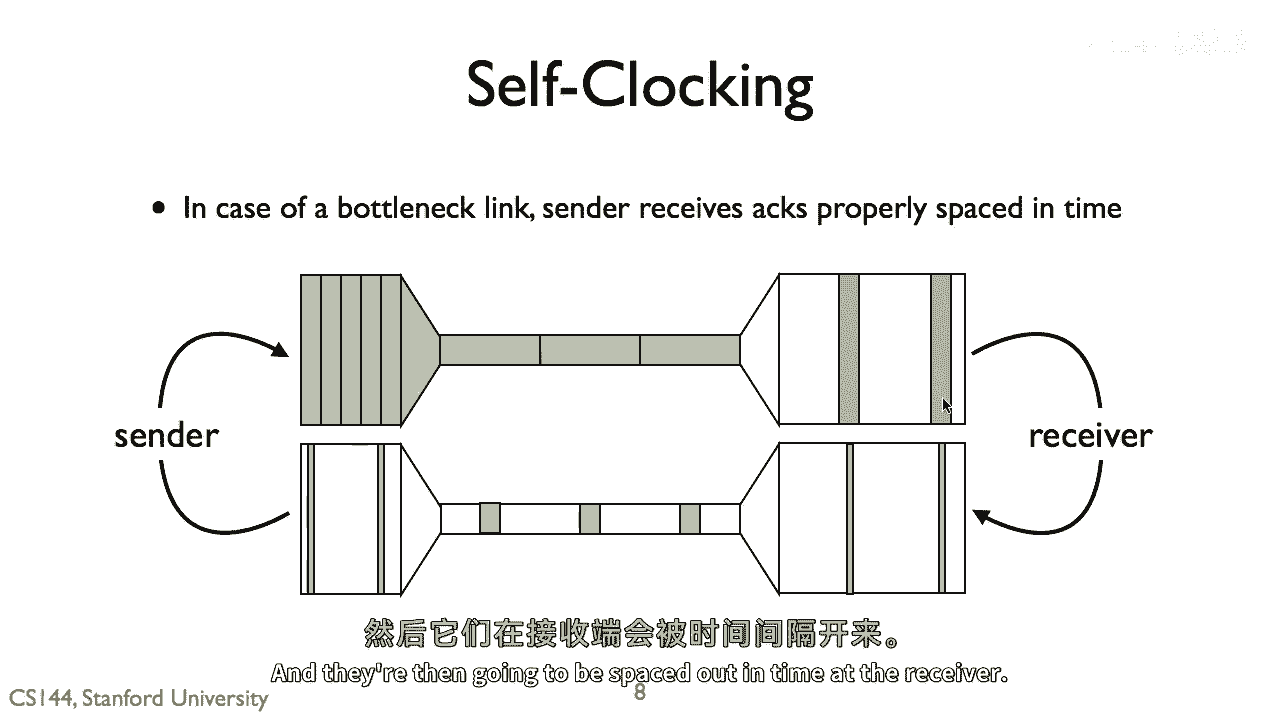 Self-Clocking
• In case of a bottleneck link, sender receives acks properly spaced in time
sender
receiver
然后它们在接收端会被时间间隔开来。
And they're then going to be spaced out in time at the receiver.
CS144, Stanford University
8